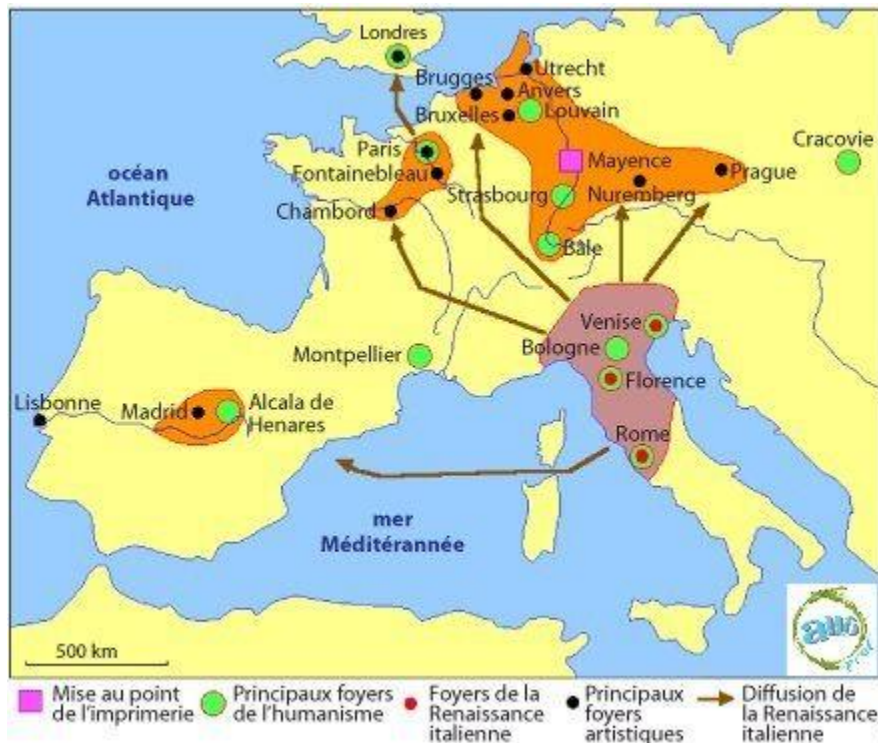 Londres
Utrecht
Brugges
Anvers
Bruxelles
Louvain
Cracovie
océan
Atlantique
Paris
Mayence
Prague
Fontainebleau
Strasbourg
Nuremberg
Chambord
Bâle
Venise
Bologne
Montpellier
Florence
Lisbonne
Madrid
Alcala de
Henares
Rome
mer
Méditérannée
500 km
Mise au point
de l'imprimerie
Principaux foyers
de l'humanisme
Foyers de la
Renaissance
italienne
Principaux
foyers
artistiques
Diffusion de
la Renaissance
italienne